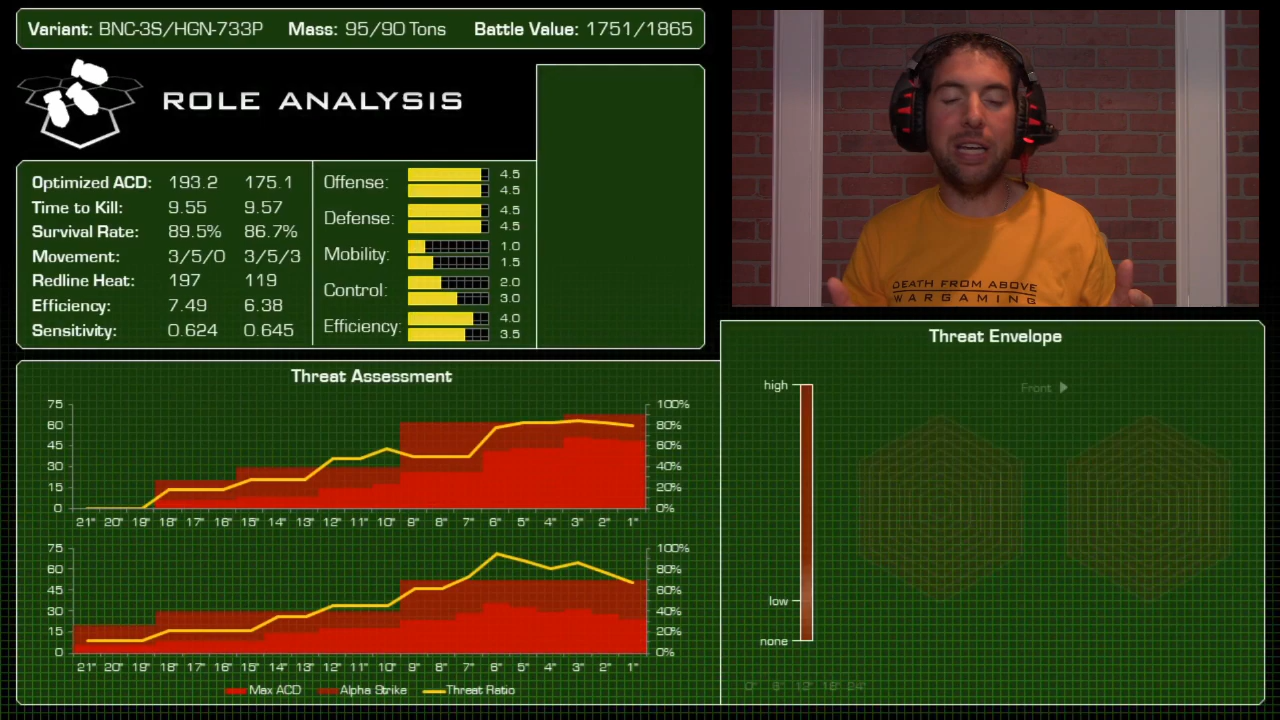 Variant: BNC-3S/HGN-733P Mass: 95/90 Tons Battle Value: 1751/1865
ROLE ANALYSIS
Optimized ACD: 193.2 175.1
Time to Kill: 9.55 9.57
Survival Rate: 89.5% 86.7%
Movement: 3/5/0 3/5/3
Redline Heat: 197 119
Efficiency: 7.49 6.38
Sensitivity: 0.624 0.645
Offense: 4.5
4.5
Defense: 4.5
4.5
Mobility: 1.0
1.5
Control: 2.0
3.0
Efficiency: 4.0
3.5
DEATH FROM ABOVE
WARGAMING
Threat Assessment
75 100%
60 80%
45 60%
30 40%
15 20%
0 0%
21" 20" 19" 18" 17" 16" 15" 14" 13" 12" 11" 10" 9" 8" 7" 6" 5" 4" 3" 2" 1"
75 100%
60 80%
45 60%
30 40%
15 20%
0 0%
21" 20" 19" 18" 17" 16" 15" 14" 13" 12" 11" 10" 9" 8" 7" 6" 5" 4" 3" 2" 1"
Max ACD Alpha Strike Threat Ratio
Threat Envelope
high
Front
low
none
0" 6" 12" 18" 24"